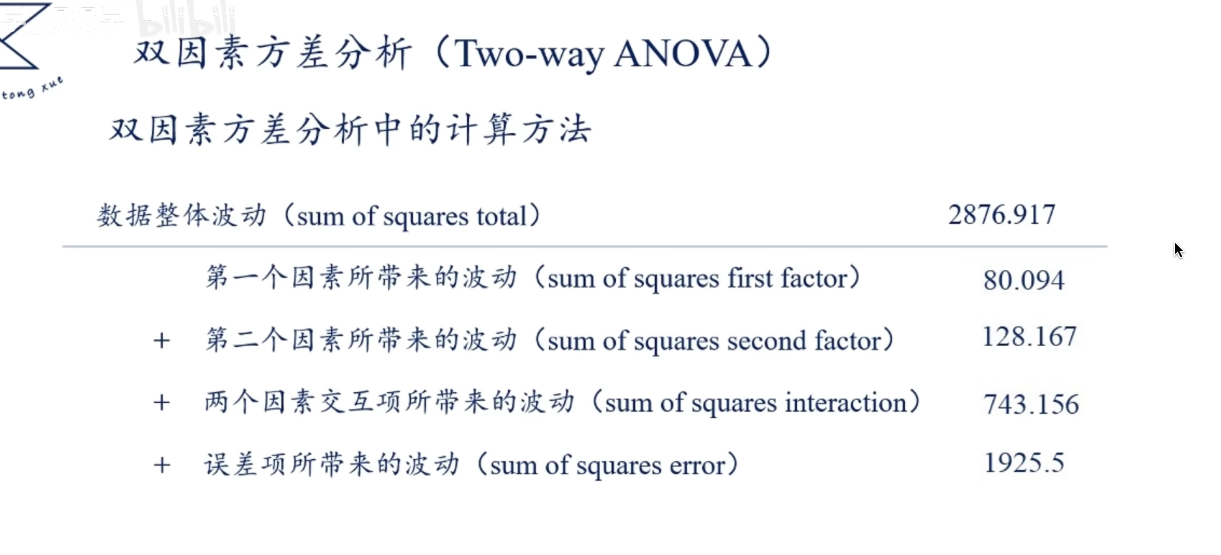 bilibili
双因素方差分析（Two-way ANOVA）
tong xue
双因素方差分析中的计算方法
数据整体波动（sum of squares total） 2876.917
第一个因素所带来的波动（sum of squares first factor） 80.094
+ 第二个因素所带来的波动（sum of squares second factor） 128.167
+ 两个因素交互项所带来的波动（sum of squares interaction） 743.156
+ 误差项所带来的波动（sum of squares error） 1925.5